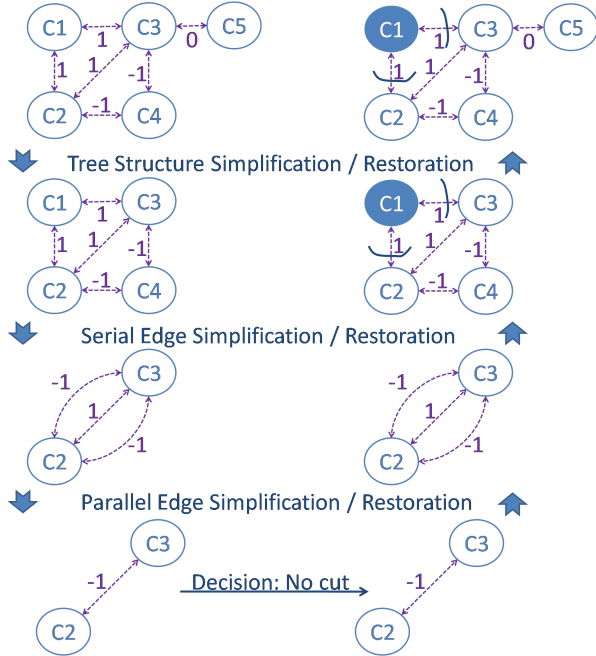 C1 1 C3 0 C5
1 1 -1
C2 -1 C4
C1 1 C3 0 C5
1 1 -1
C2 -1 C4
Tree Structure Simplification / Restoration
C1 1 C3
1 1 -1
C2 -1 C4
C1 1 C3
1 1 -1
C2 -1 C4
Serial Edge Simplification / Restoration
-1 C3
1
C2 -1
-1 C3
1
C2 -1
Parallel Edge Simplification / Restoration
C3
-1
C2
Decision: No cut
C3
-1
C2